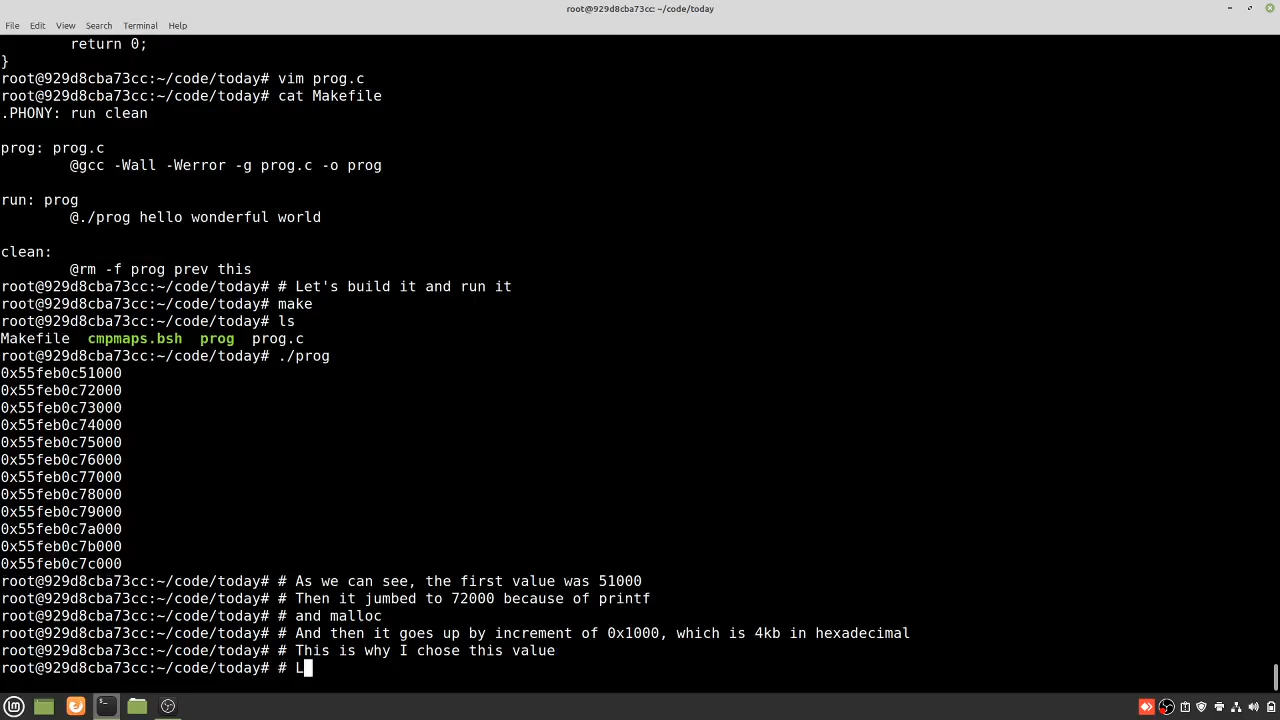 root@929d8cba73cc: ~/code/today
File Edit View Search Terminal Help
return 0;
}
root@929d8cba73cc:~/code/today# vim prog.c
root@929d8cba73cc:~/code/today# cat Makefile
.PHONY: run clean
prog: prog.c
@gcc -Wall -Werror -g prog.c -o prog
run: prog
@./prog hello wonderful world
clean:
@rm -f prog prev this
root@929d8cba73cc:~/code/today# # Let's build it and run it
root@929d8cba73cc:~/code/today# make
root@929d8cba73cc:~/code/today# ls
Makefile cmpmaps.bsh prog prog.c
root@929d8cba73cc:~/code/today# ./prog
0x55feb0c51000
0x55feb0c72000
0x55feb0c73000
0x55feb0c74000
0x55feb0c75000
0x55feb0c76000
0x55feb0c77000
0x55feb0c78000
0x55feb0c79000
0x55feb0c7a000
0x55feb0c7b000
0x55feb0c7c000
root@929d8cba73cc:~/code/today# # As we can see, the first value was 51000
root@929d8cba73cc:~/code/today# # Then it jumbed to 72000 because of printf
root@929d8cba73cc:~/code/today# # and malloc
root@929d8cba73cc:~/code/today# # And then it goes up by increment of 0x1000, which is 4kb in hexadecimal
root@929d8cba73cc:~/code/today# # This is why I chose this value
root@929d8cba73cc:~/code/today# # L